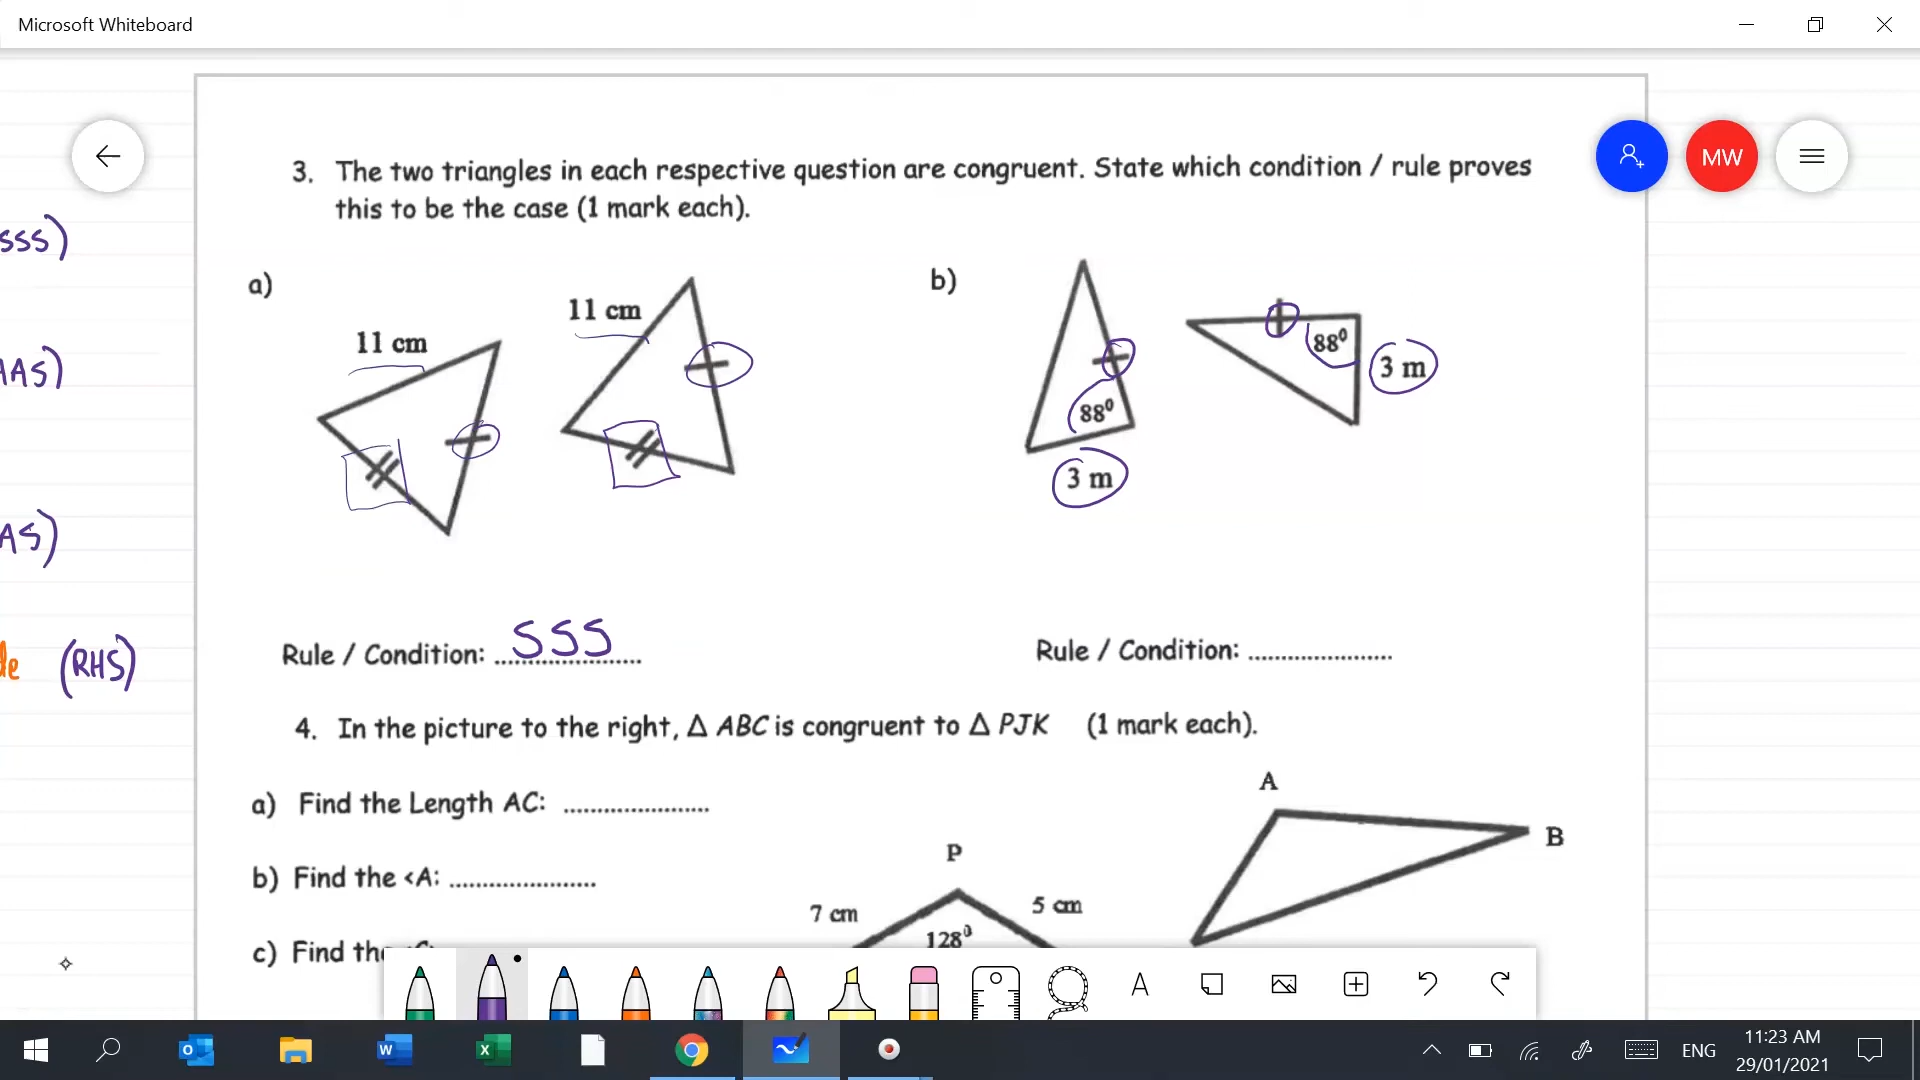 Microsoft Whiteboard
3. The two triangles in each respective question are congruent. State which condition / rule proves
this to be the case (1 mark each).
MW
SSS)
a)
11 cm
11 cm
b)
88⁰
3 m
88⁰
3 m
AS)
AS)
Rule / Condition: ...................... SSS
Rule / Condition: ......................
(RHS)
4. In the picture to the right, Δ ABC is congruent to Δ PJK (1 mark each).
a) Find the Length AC: ......................
b) Find the <A: ......................
c) Find the
A
B
P
7 cm
5 cm
128⁰
ENG
11:23 AM
29/01/2021